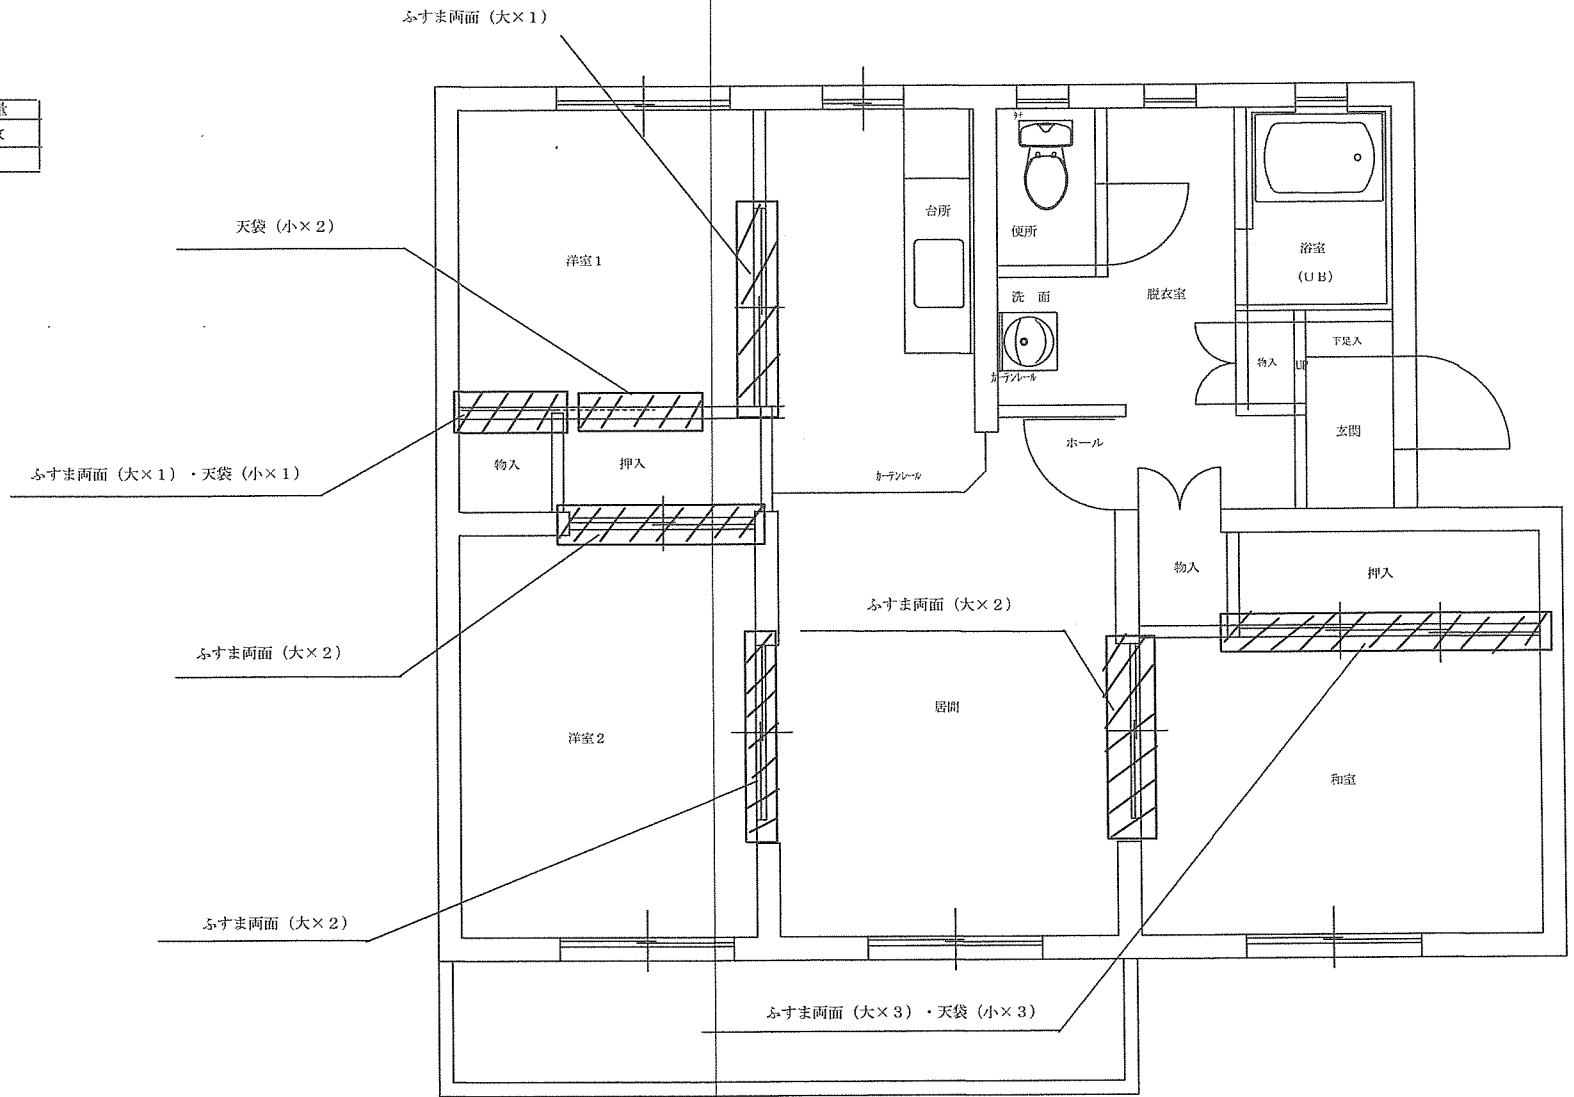 ふすま両面（大×１）
天袋（小×２）
ふすま両面（大×１）・天袋（小×１）
ふすま両面（大×２）
ふすま両面（大×２）
ふすま両面（大×２）
ふすま両面（大×３）・天袋（小×３）
洋室１
台所
便所
洗　面
カーテンレール
脱衣室
浴室
（ＵＢ）
物入
UP
下足入
玄関
ホール
物入
押入
カーテンレール
物入
押入
洋室２
居間
和室